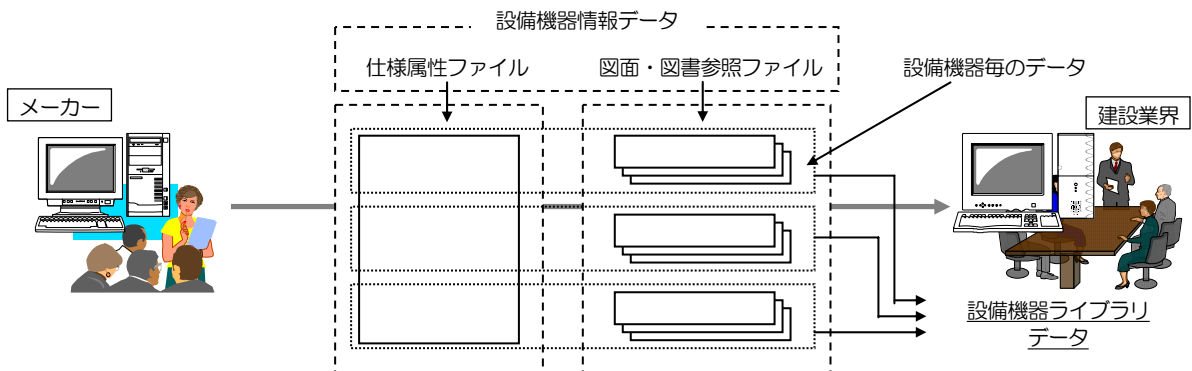 設備機器情報データ
仕様属性ファイル
図面・図書参照ファイル
設備機器毎のデータ
メーカー
建設業界
設備機器ライブラリ
データ